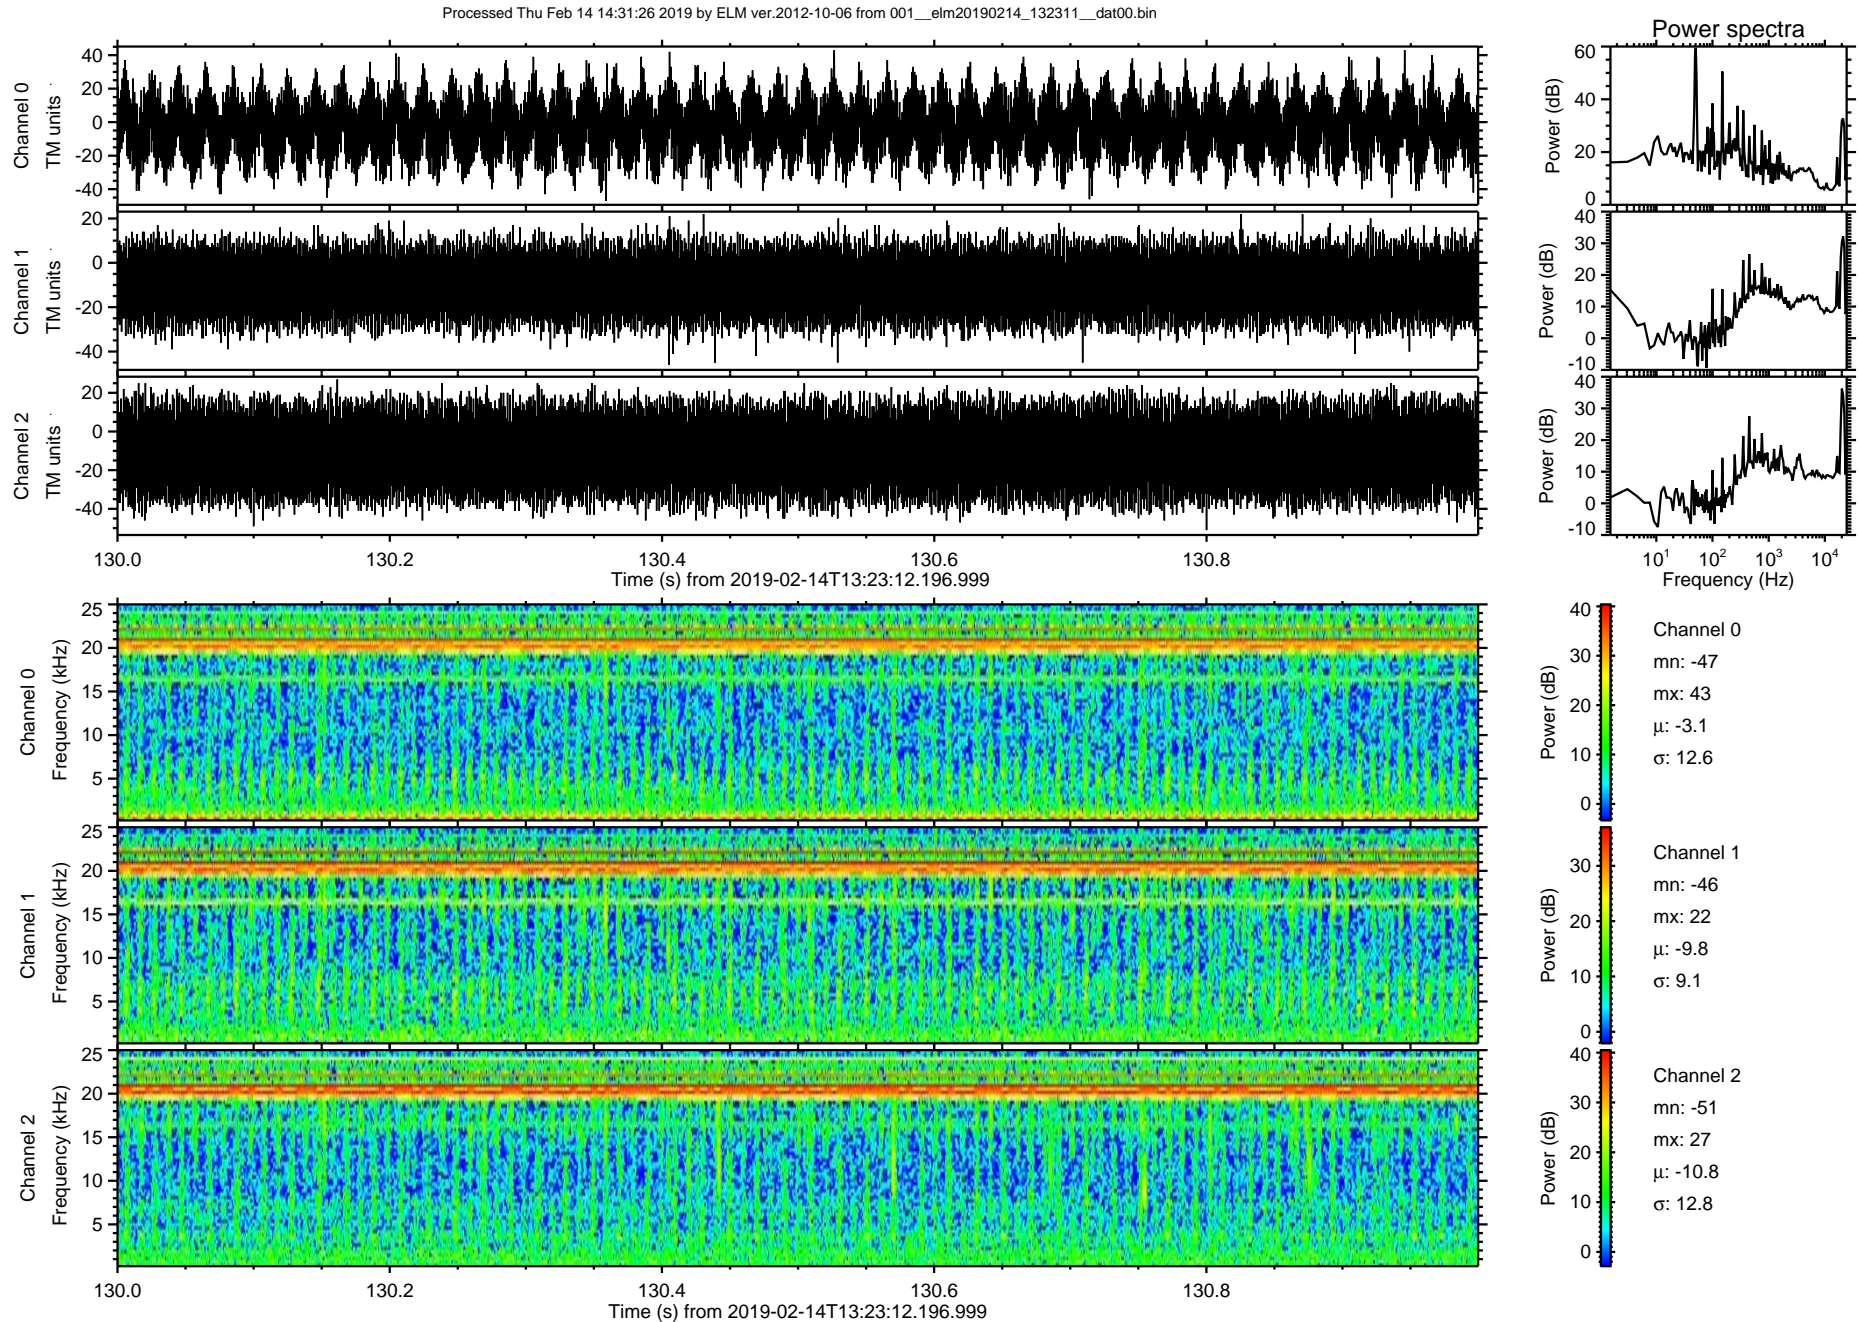 Processed Thu Feb 14 14:31:26 2019 by ELM ver.2012-10-06 from 001__elm20190214_132311__dat00.bin
Power spectra
Channel 0
TM units
40
20
0
-20
-40
Power (dB)
60
40
20
0
Channel 1
TM units
20
0
-20
-40
Power (dB)
40
30
20
10
0
-10
Channel 2
TM units
20
0
-20
-40
Power (dB)
40
30
20
10
0
-10
130.0 130.2 130.4 130.6 130.8
Time (s) from 2019-02-14T13:23:12.196.999
10^1 10^2 10^3 10^4
Frequency (Hz)
Channel 0
Frequency (kHz)
25
20
15
10
5
Power (dB)
40
30
20
10
0
Channel 0
mn: -47
mx: 43
μ: -3.1
σ: 12.6
Channel 1
Frequency (kHz)
25
20
15
10
5
Power (dB)
30
20
10
0
Channel 1
mn: -46
mx: 22
μ: -9.8
σ: 9.1
Channel 2
Frequency (kHz)
25
20
15
10
5
Power (dB)
40
30
20
10
0
Channel 2
mn: -51
mx: 27
μ: -10.8
σ: 12.8
130.0 130.2 130.4 130.6 130.8
Time (s) from 2019-02-14T13:23:12.196.999